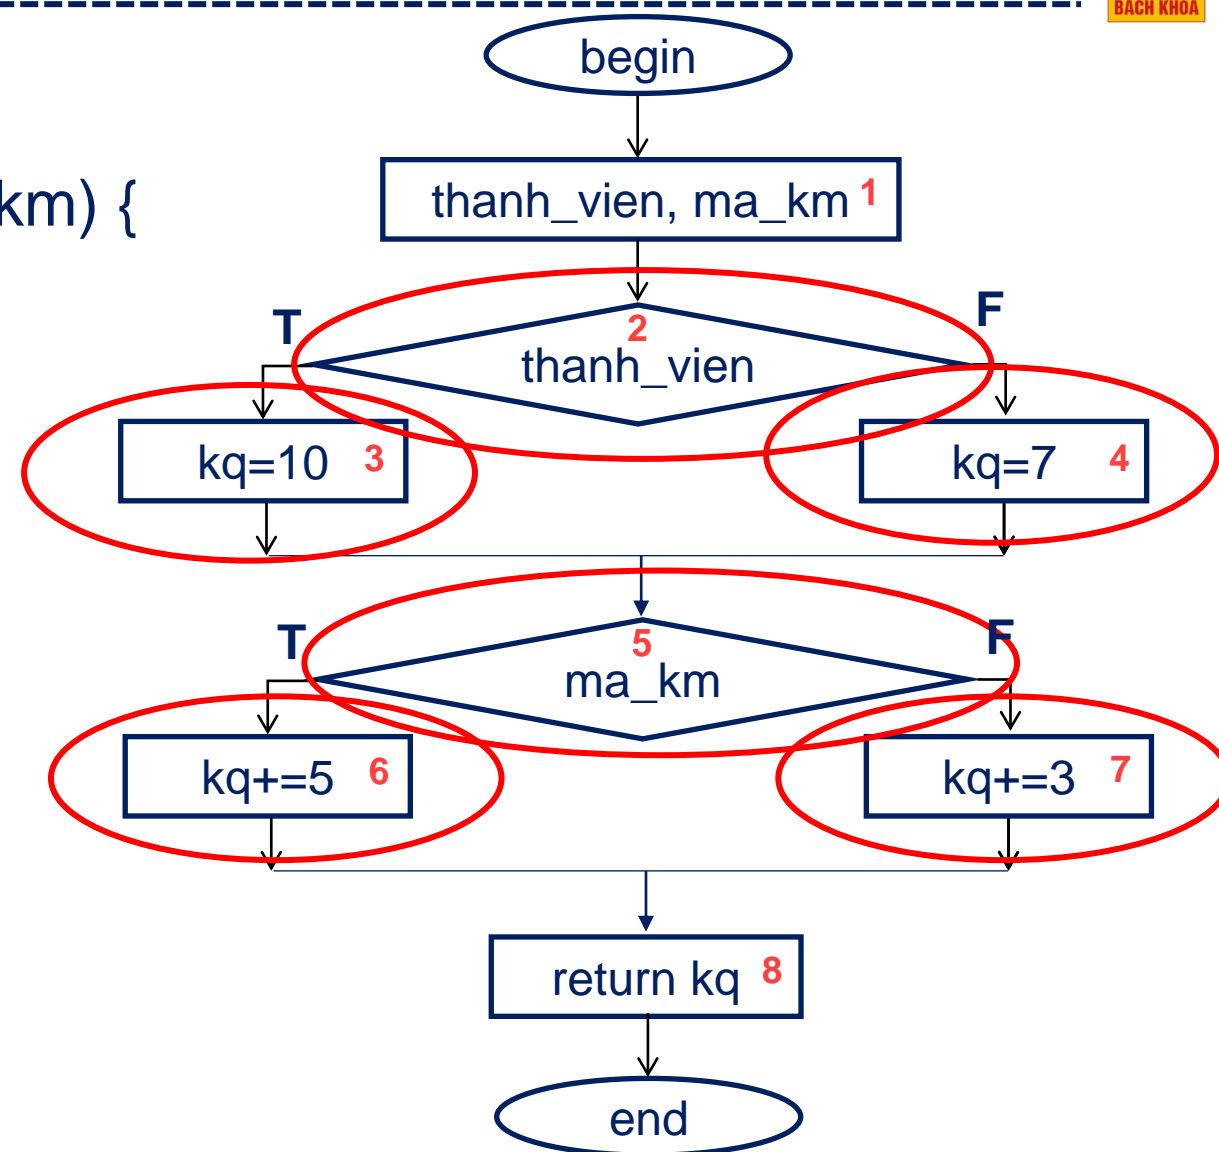 BACH KHOA
begin
km) {
thanh_vien, ma_km 1
T
F
2
thanh_vien
kq=10 3
kq=7 4
T
F
5
ma_km
kq+=5 6
kq+=3 7
return kq 8
end